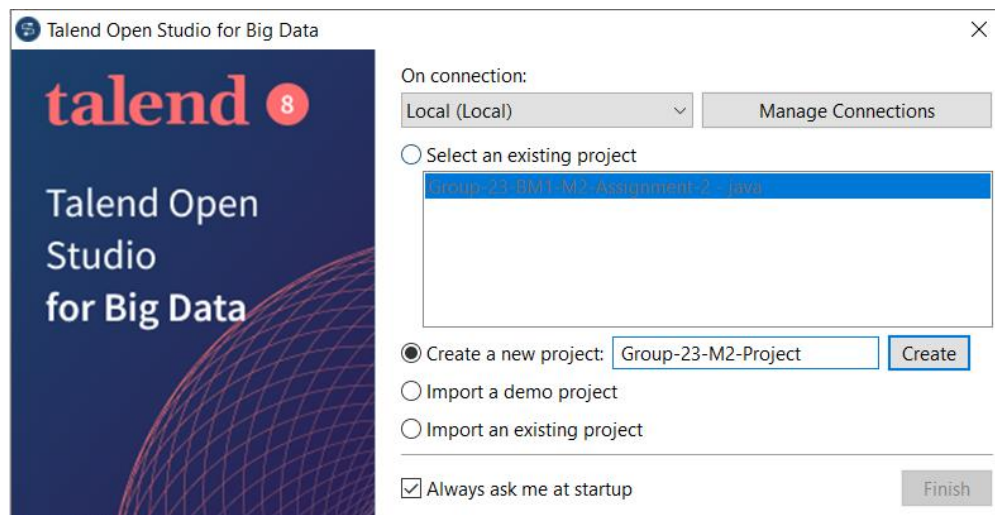 Talend Open Studio for Big Data
talend 8
Talend Open
Studio
for Big Data
On connection:
Local (Local)
Manage Connections
Select an existing project
Group-23-BM1-M2-Assignment-2 - java
Create a new project:
Group-23-M2-Project
Create
Import a demo project
Import an existing project
Always ask me at startup
Finish